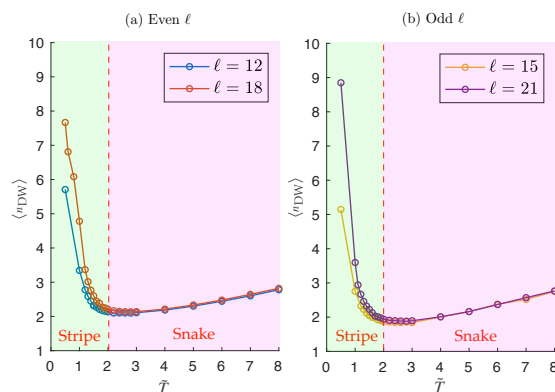 (a) Even ℓ
(b) Odd ℓ
10
9
8
7
6
5
4
3
2
1
⟨n_DW⟩
ℓ = 12
ℓ = 18
Stripe
Snake
0 1 2 3 4 5 6 7 8
T̃
10
9
8
7
6
5
4
3
2
1
⟨n_DW⟩
ℓ = 15
ℓ = 21
Stripe
Snake
0 1 2 3 4 5 6 7 8
T̃